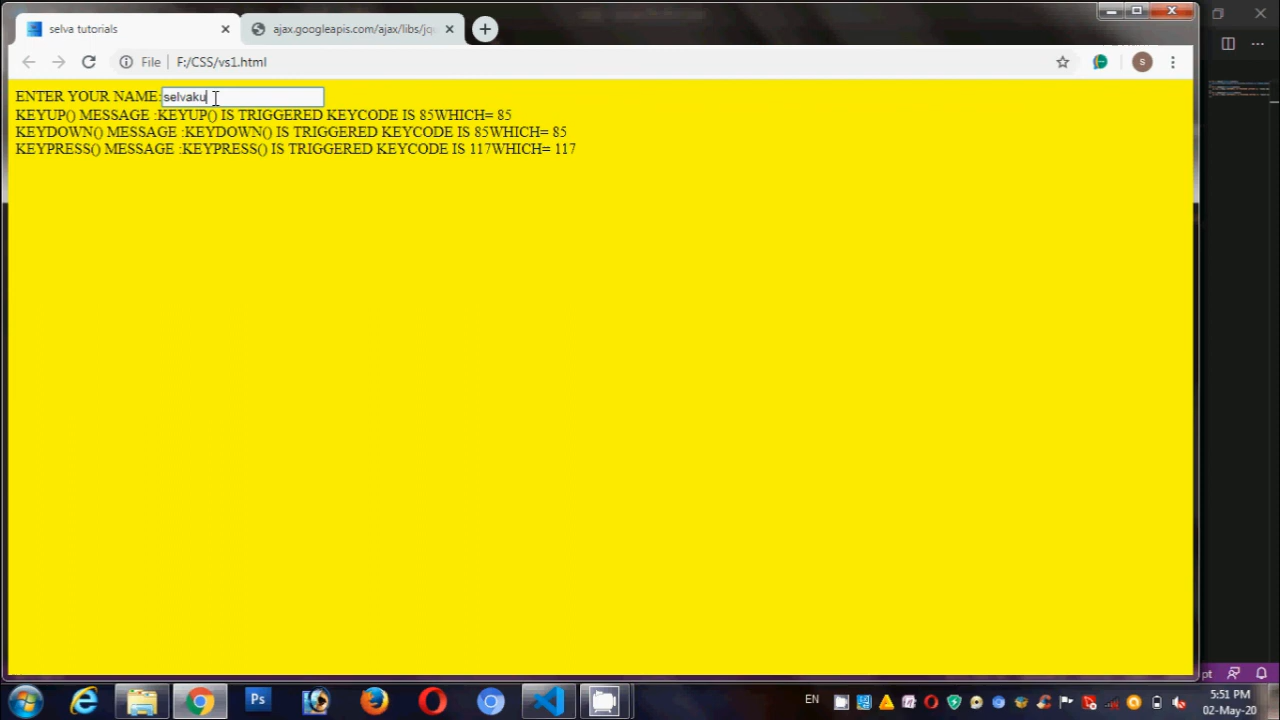 selva tutorials
ajax.googleapis.com/ajax/libs/jq
File
F:/CSS/vs1.html
S
ENTER YOUR NAME:selvaku
KEYUP() MESSAGE :KEYUP() IS TRIGGERED KEYCODE IS 85WHICH= 85
KEYDOWN() MESSAGE :KEYDOWN() IS TRIGGERED KEYCODE IS 85WHICH= 85
KEYPRESS() MESSAGE :KEYPRESS() IS TRIGGERED KEYCODE IS 117WHICH= 117
pt
Ps
EN
5:51 PM
02-May-20